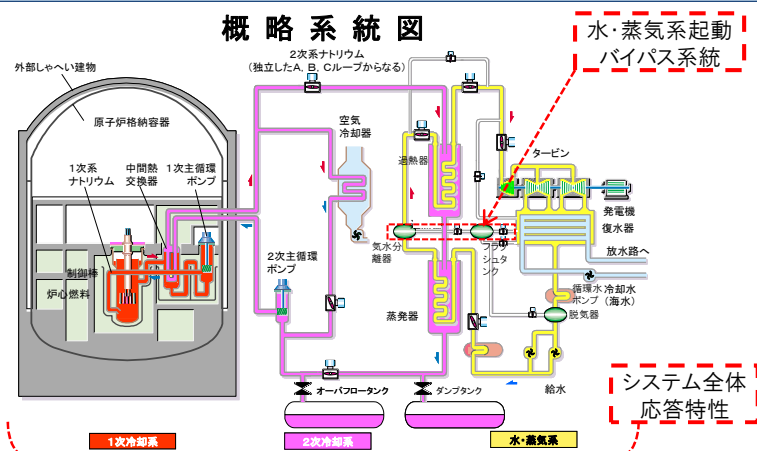 概略系統図
水・蒸気系起動
バイパス系統
2次系ナトリウム
(独立したA, B, Cループからなる)
外部しゃへい建物
原子炉格納容器
空気
冷却器
過熱器
タービン
1次系
ナトリウム
中間熱
交換器
1次主循環
ポンプ
発電機
復水器
気水分
離器
フラッ
シュタ
ンク
放水路へ
2次主循環
ポンプ
制御棒
炉心燃料
循環水
ポンプ
冷却水
(海水)
脱気器
蒸発器
給水
オーバフロータンク
ダンプタンク
システム全体
応答特性
1次冷却系
2次冷却系
水・蒸気系